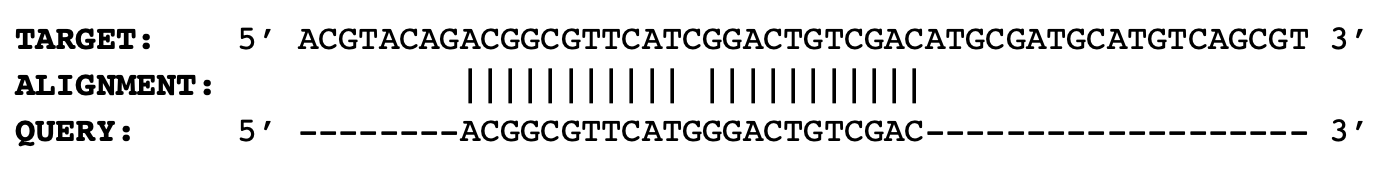 TARGET: 5’ ACGTACAGACGGCGTTCATCGGACTGTCGACATGCGATGCATGTCAGCGT 3’
ALIGNMENT: ||||||||||| |||||||||||
QUERY: 5’ --------ACGGCGTTCATGGGACTGTCGAC------------------- 3’